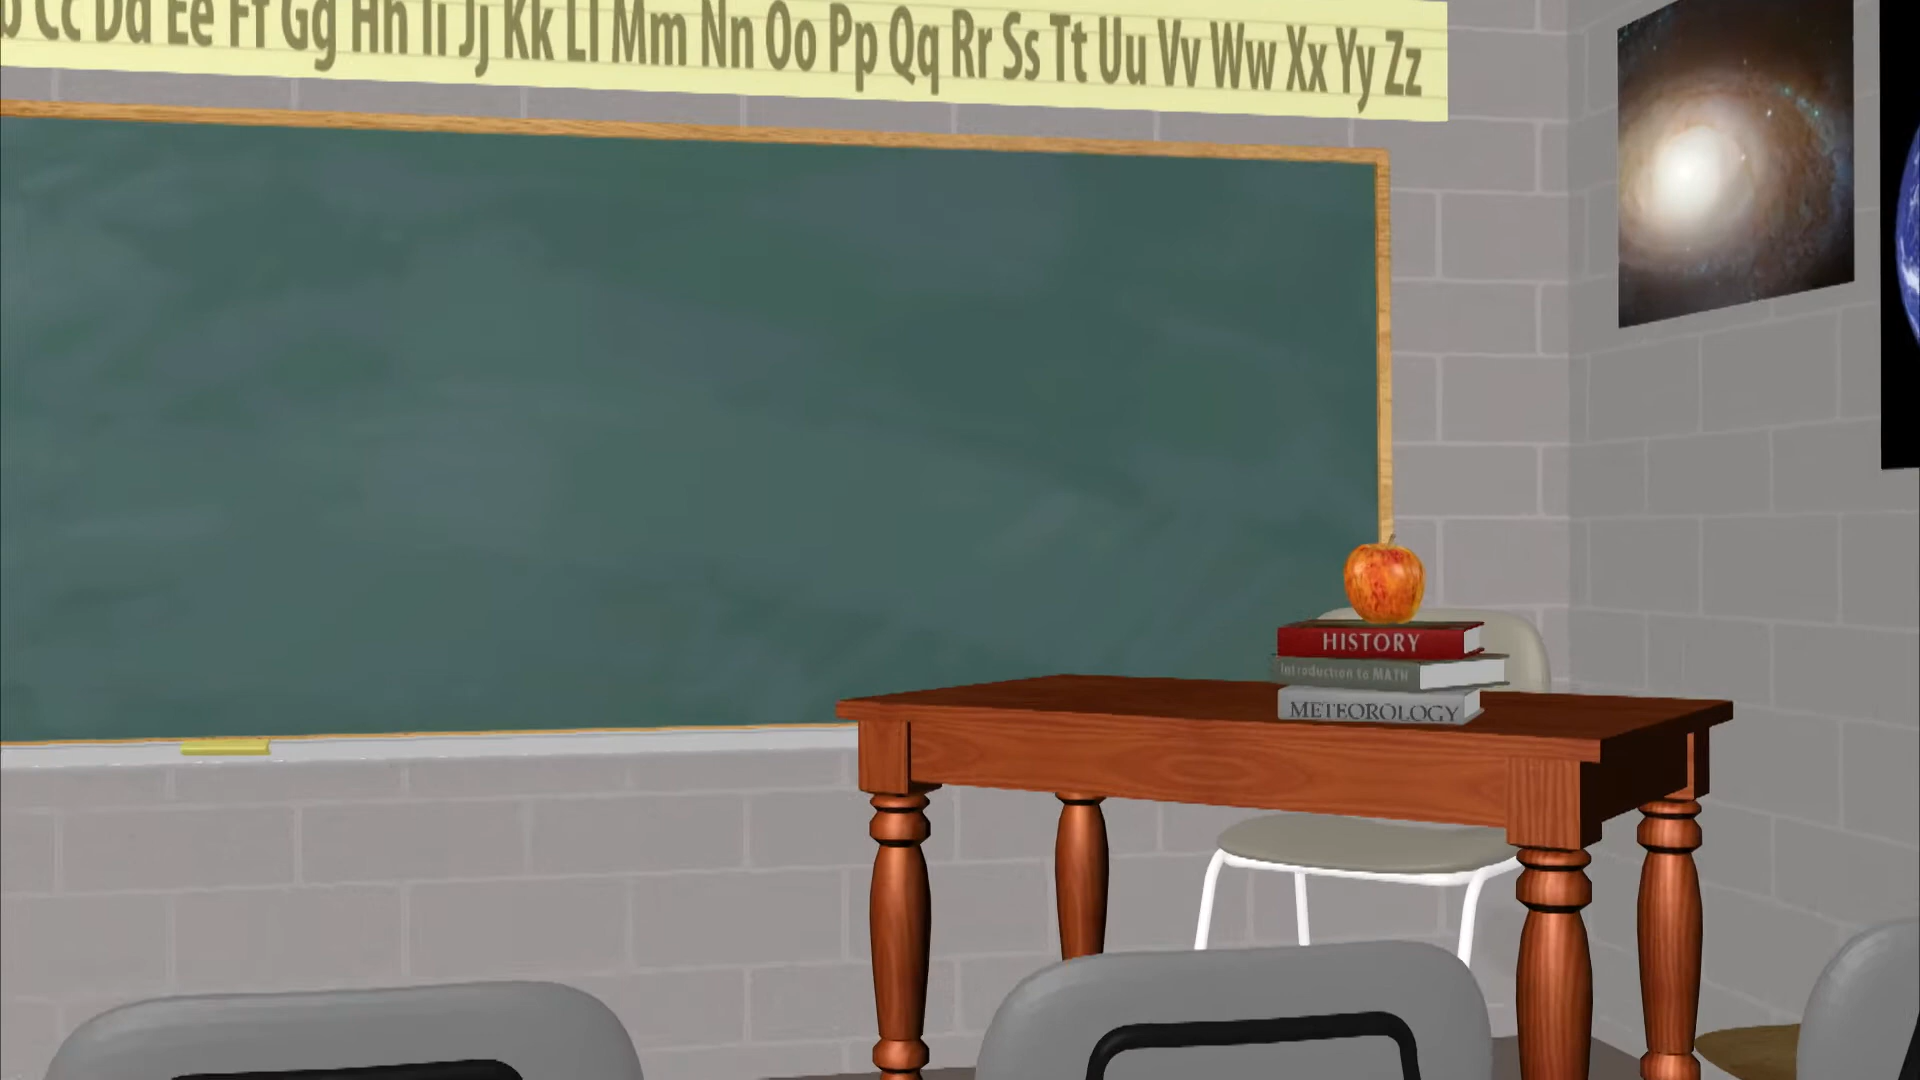 Cc Dd Ee Ff Gg Hh Ii Jj Kk Ll Mm Nn Oo Pp Qq Rr Ss Tt Uu Vv Ww Xx Yy Zz
HISTORY
Introduction to MATH
METEOROLOGY